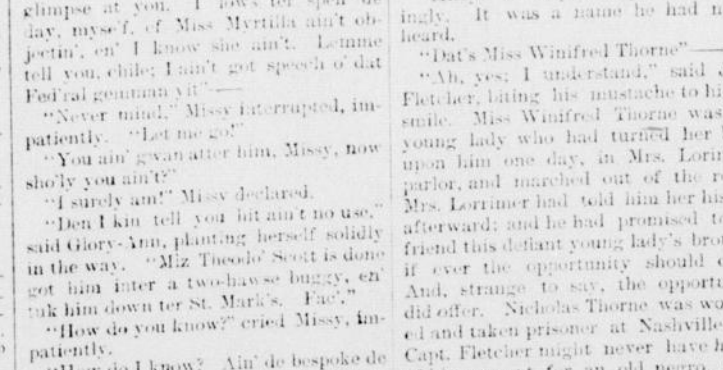 glimpse at you. I
day, myse'f, ef Miss Myrtilla ain't ob-
jectin', en' I know she ain't. Lemme
tell you, chile; I ain't got speech o' dat
Fed'ral gemman yit"—
"Never mind," Missy interrupted, im-
patiently. "Let me go!"
"You ain' gwan atter him, Missy, now
sho'ly you ain't?"
"I surely am!" Missy declared.
"Den I kin tell you hit ain't no use,"
said Glory-Ann, planting herself solidly
in the way. "Miz Theodo' Scott is done
got him inter a two-hawse buggy, en'
tuk him down ter St. Mark's. Fac'."
"How do you know?" cried Missy, im-
patiently.
"How do I know? Ain' de bespoke de
ingly. It was a name he had
heard.
"Dat's Miss Winifred Thorne"—
"Ah, yes; I understand," said
Fletcher, biting his mustache to hi
smile. Miss Winifred Thorne was
young lady who had turned her
upon him one day, in Mrs. Lorri
parlor, and marched out of the r
Mrs. Lorrimer had told him her his
afterward; and he had promised t
friend this defiant young lady's bro
if ever the opportunity should
And, strange to say, the opportu
did offer. Nicholas Thorne was wo
ed and taken prisoner at Nashville
Capt. Fletcher might never have h
for an old negro